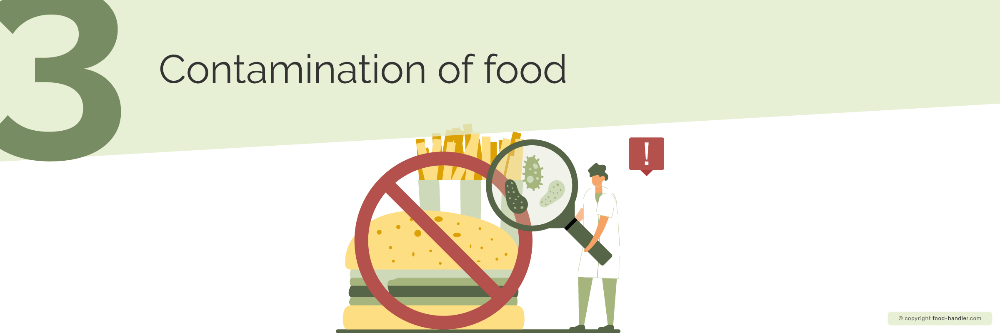 3
Contamination of food
!
© copyright food-handler.com